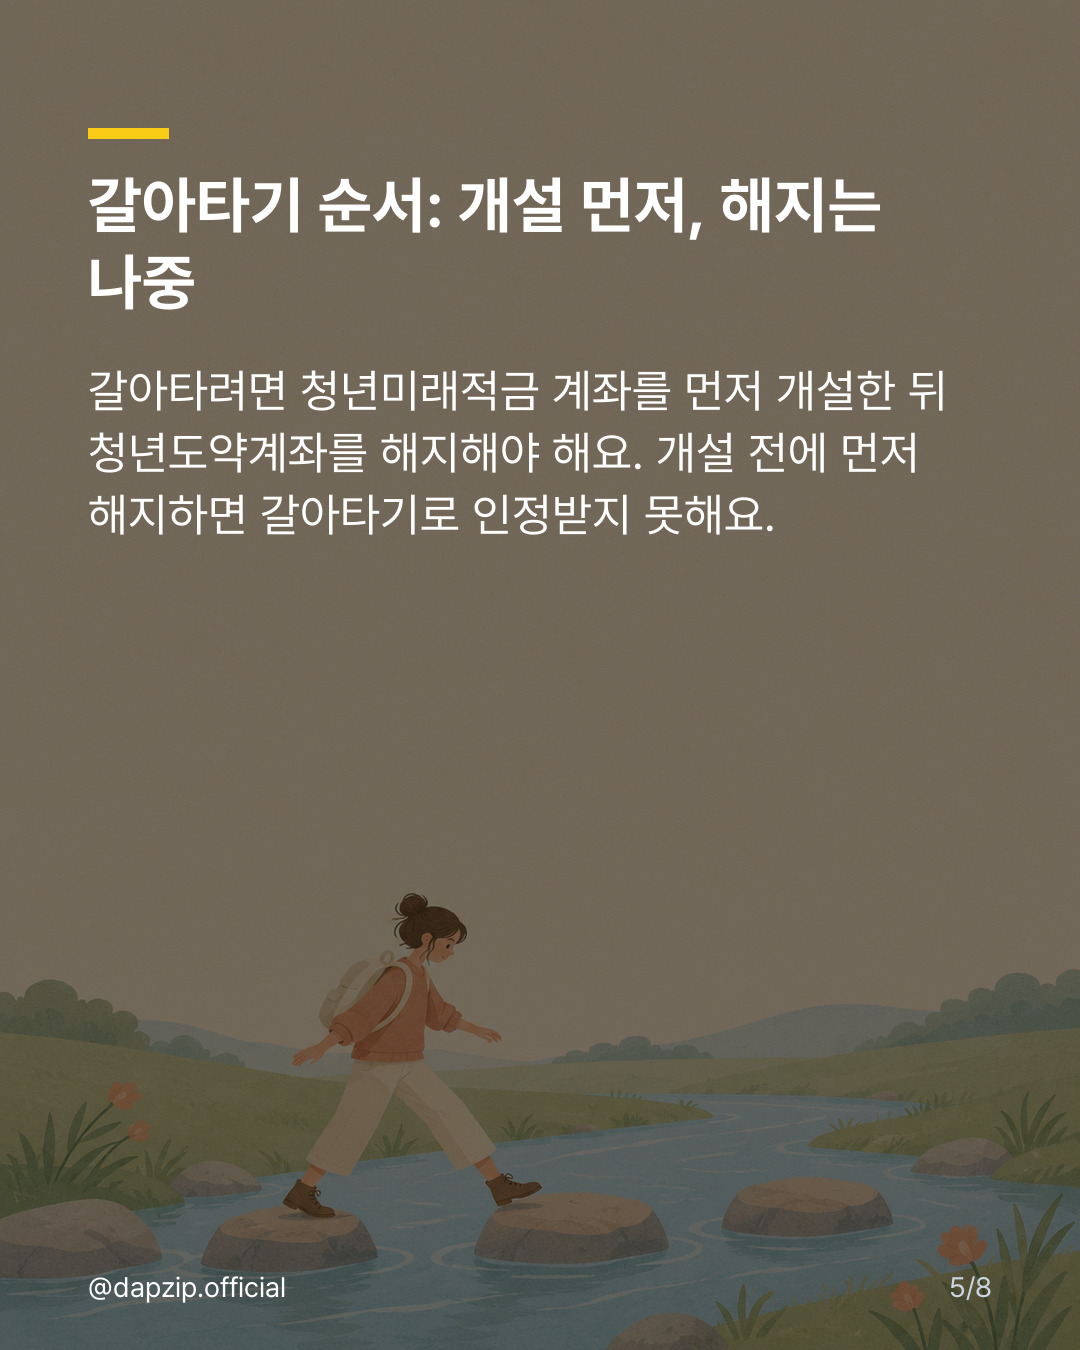 갈아타기 순서: 개설 먼저, 해지는
나중
갈아타려면 청년미래적금 계좌를 먼저 개설한 뒤
청년도약계좌를 해지해야 해요. 개설 전에 먼저
해지하면 갈아타기로 인정받지 못해요.
@dapzip.official
5/8